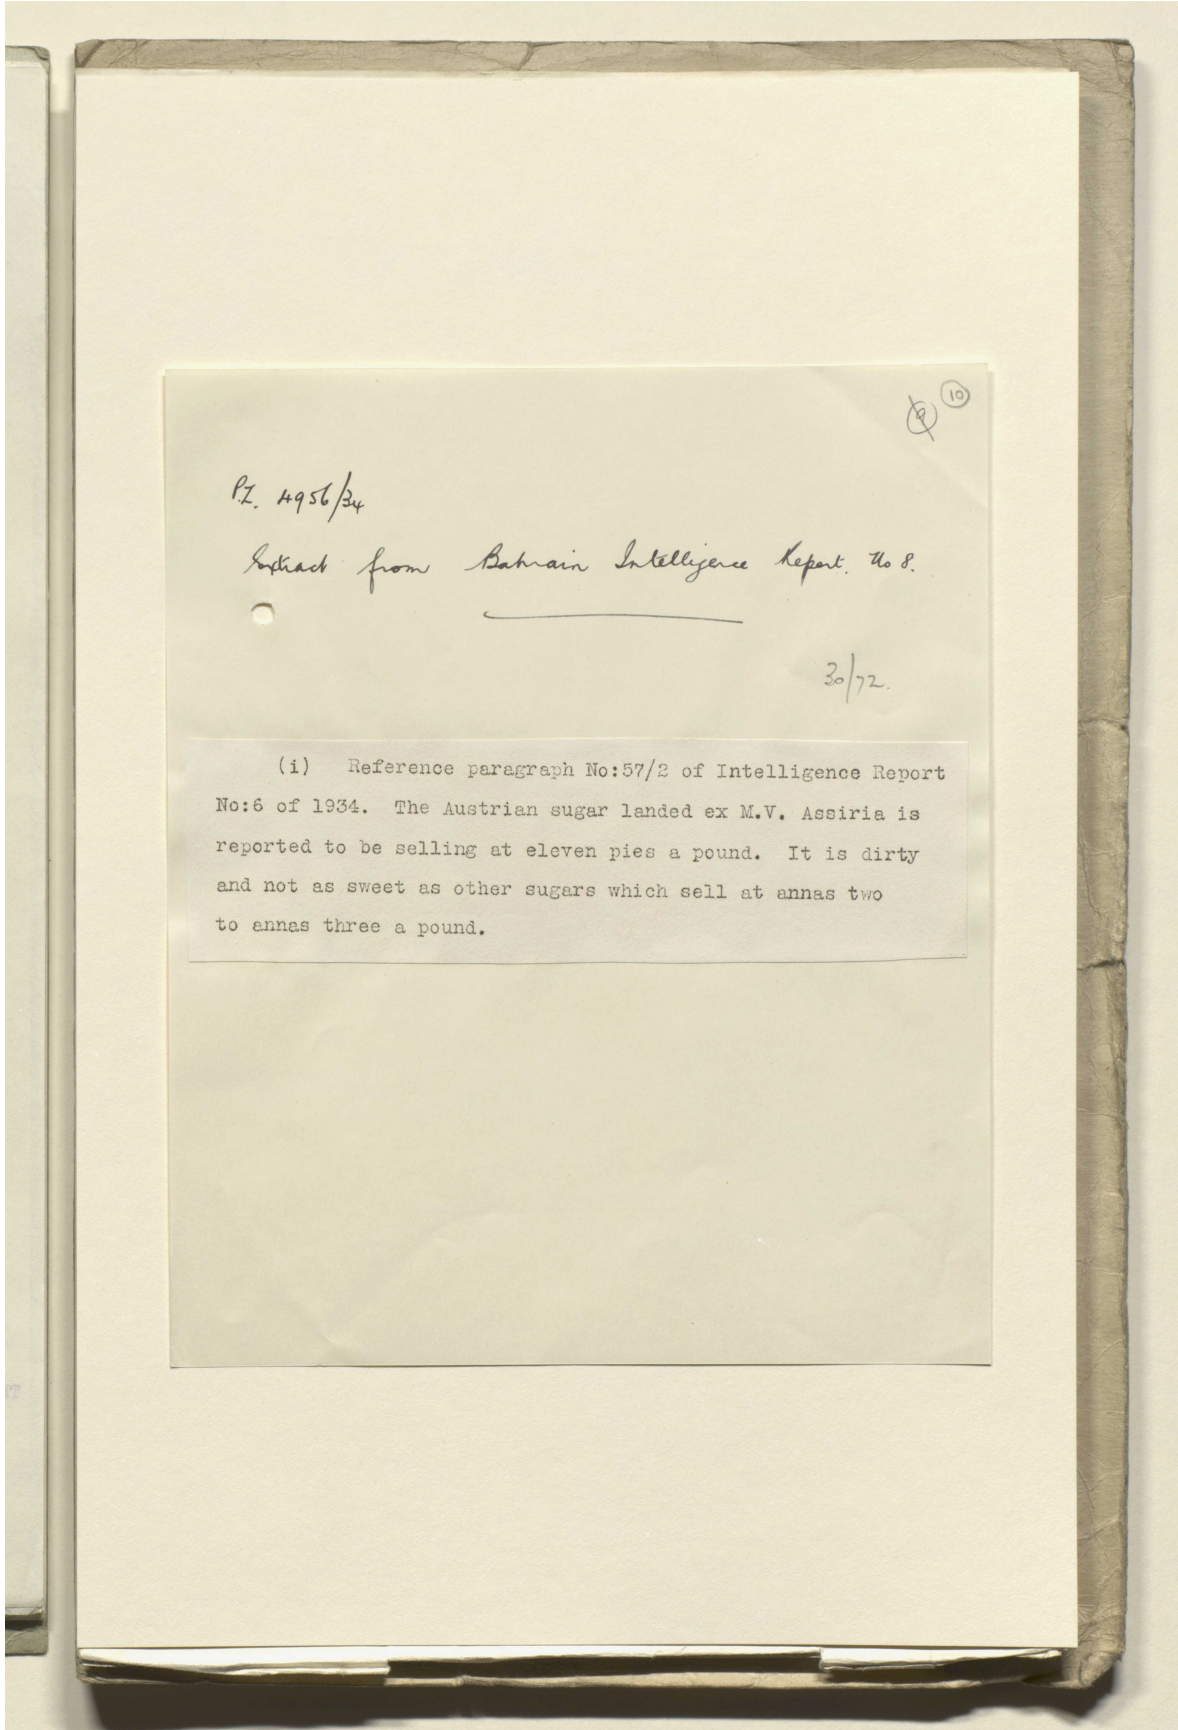 10
9
P.Z. 4956/34
Extract from Bahrain Intelligence Report. No 8.
30/72.
(i) Reference paragraph No:57/2 of Intelligence Report
No:6 of 1934. The Austrian sugar landed ex M.V. Assiria is
reported to be selling at eleven pies a pound. It is dirty
and not as sweet as other sugars which sell at annas two
to annas three a pound.